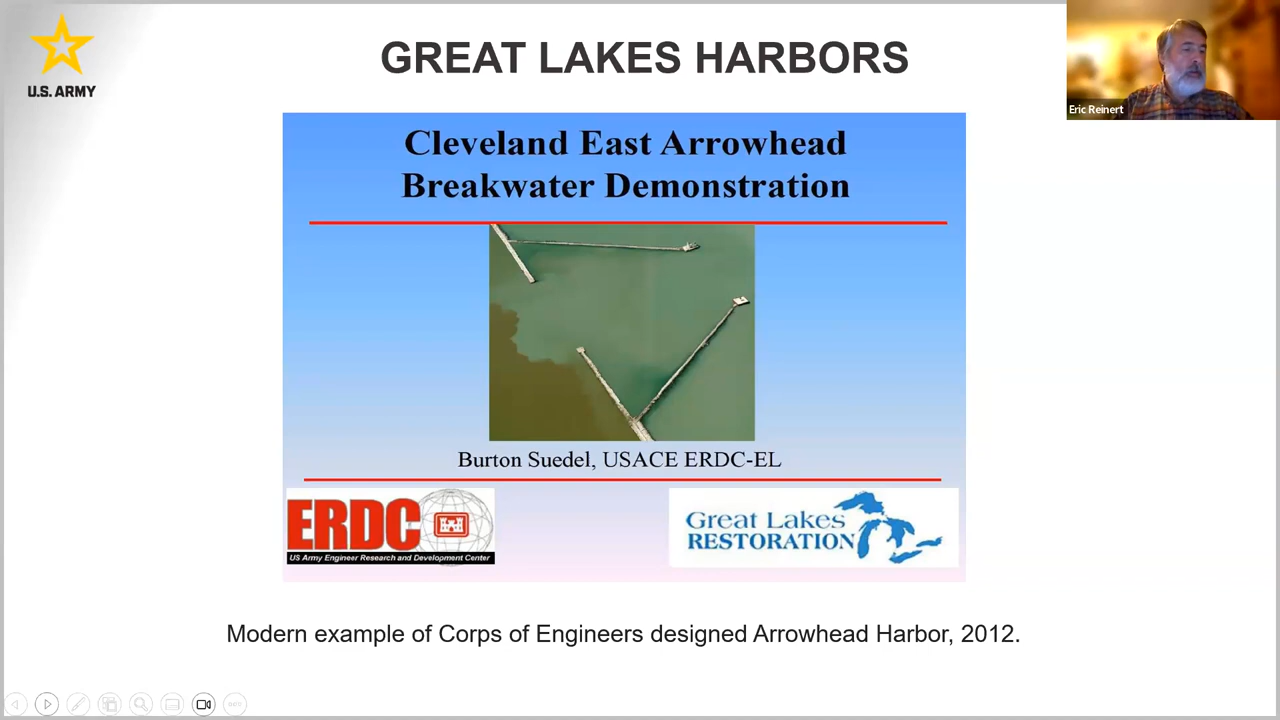 U.S. ARMY
GREAT LAKES HARBORS
Eric Reinert
Cleveland East Arrowhead
Breakwater Demonstration
Burton Suedel, USACE ERDC-EL
ERDC
US Army Engineer Research and Development Center
Great Lakes
RESTORATION
Modern example of Corps of Engineers designed Arrowhead Harbor, 2012.